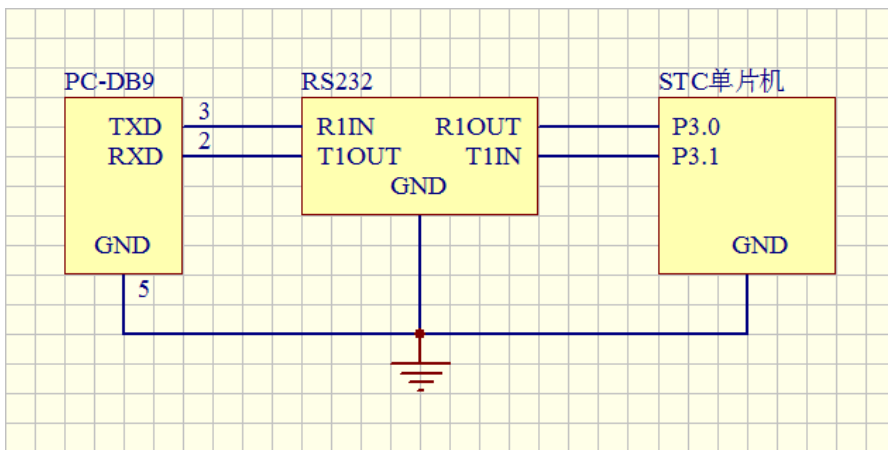 PC-DB9 RS232 STC单片机
TXD 3 R1IN R1OUT P3.0
RXD 2 T1OUT T1IN P3.1
GND
GND GND
5